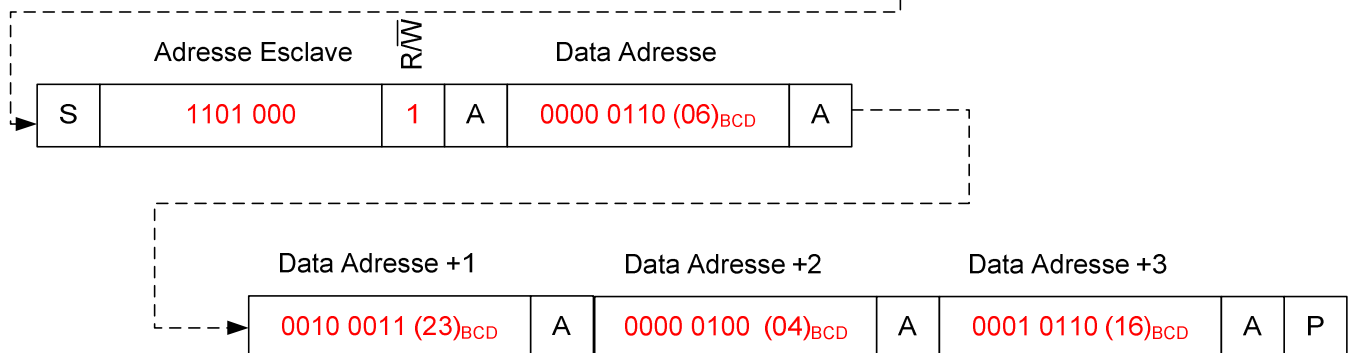 Adresse Esclave R/W̅ Data Adresse
S 1101 000 1 A 0000 0110 (06)BCD A
Data Adresse +1 Data Adresse +2 Data Adresse +3
0010 0011 (23)BCD A 0000 0100 (04)BCD A 0001 0110 (16)BCD A P